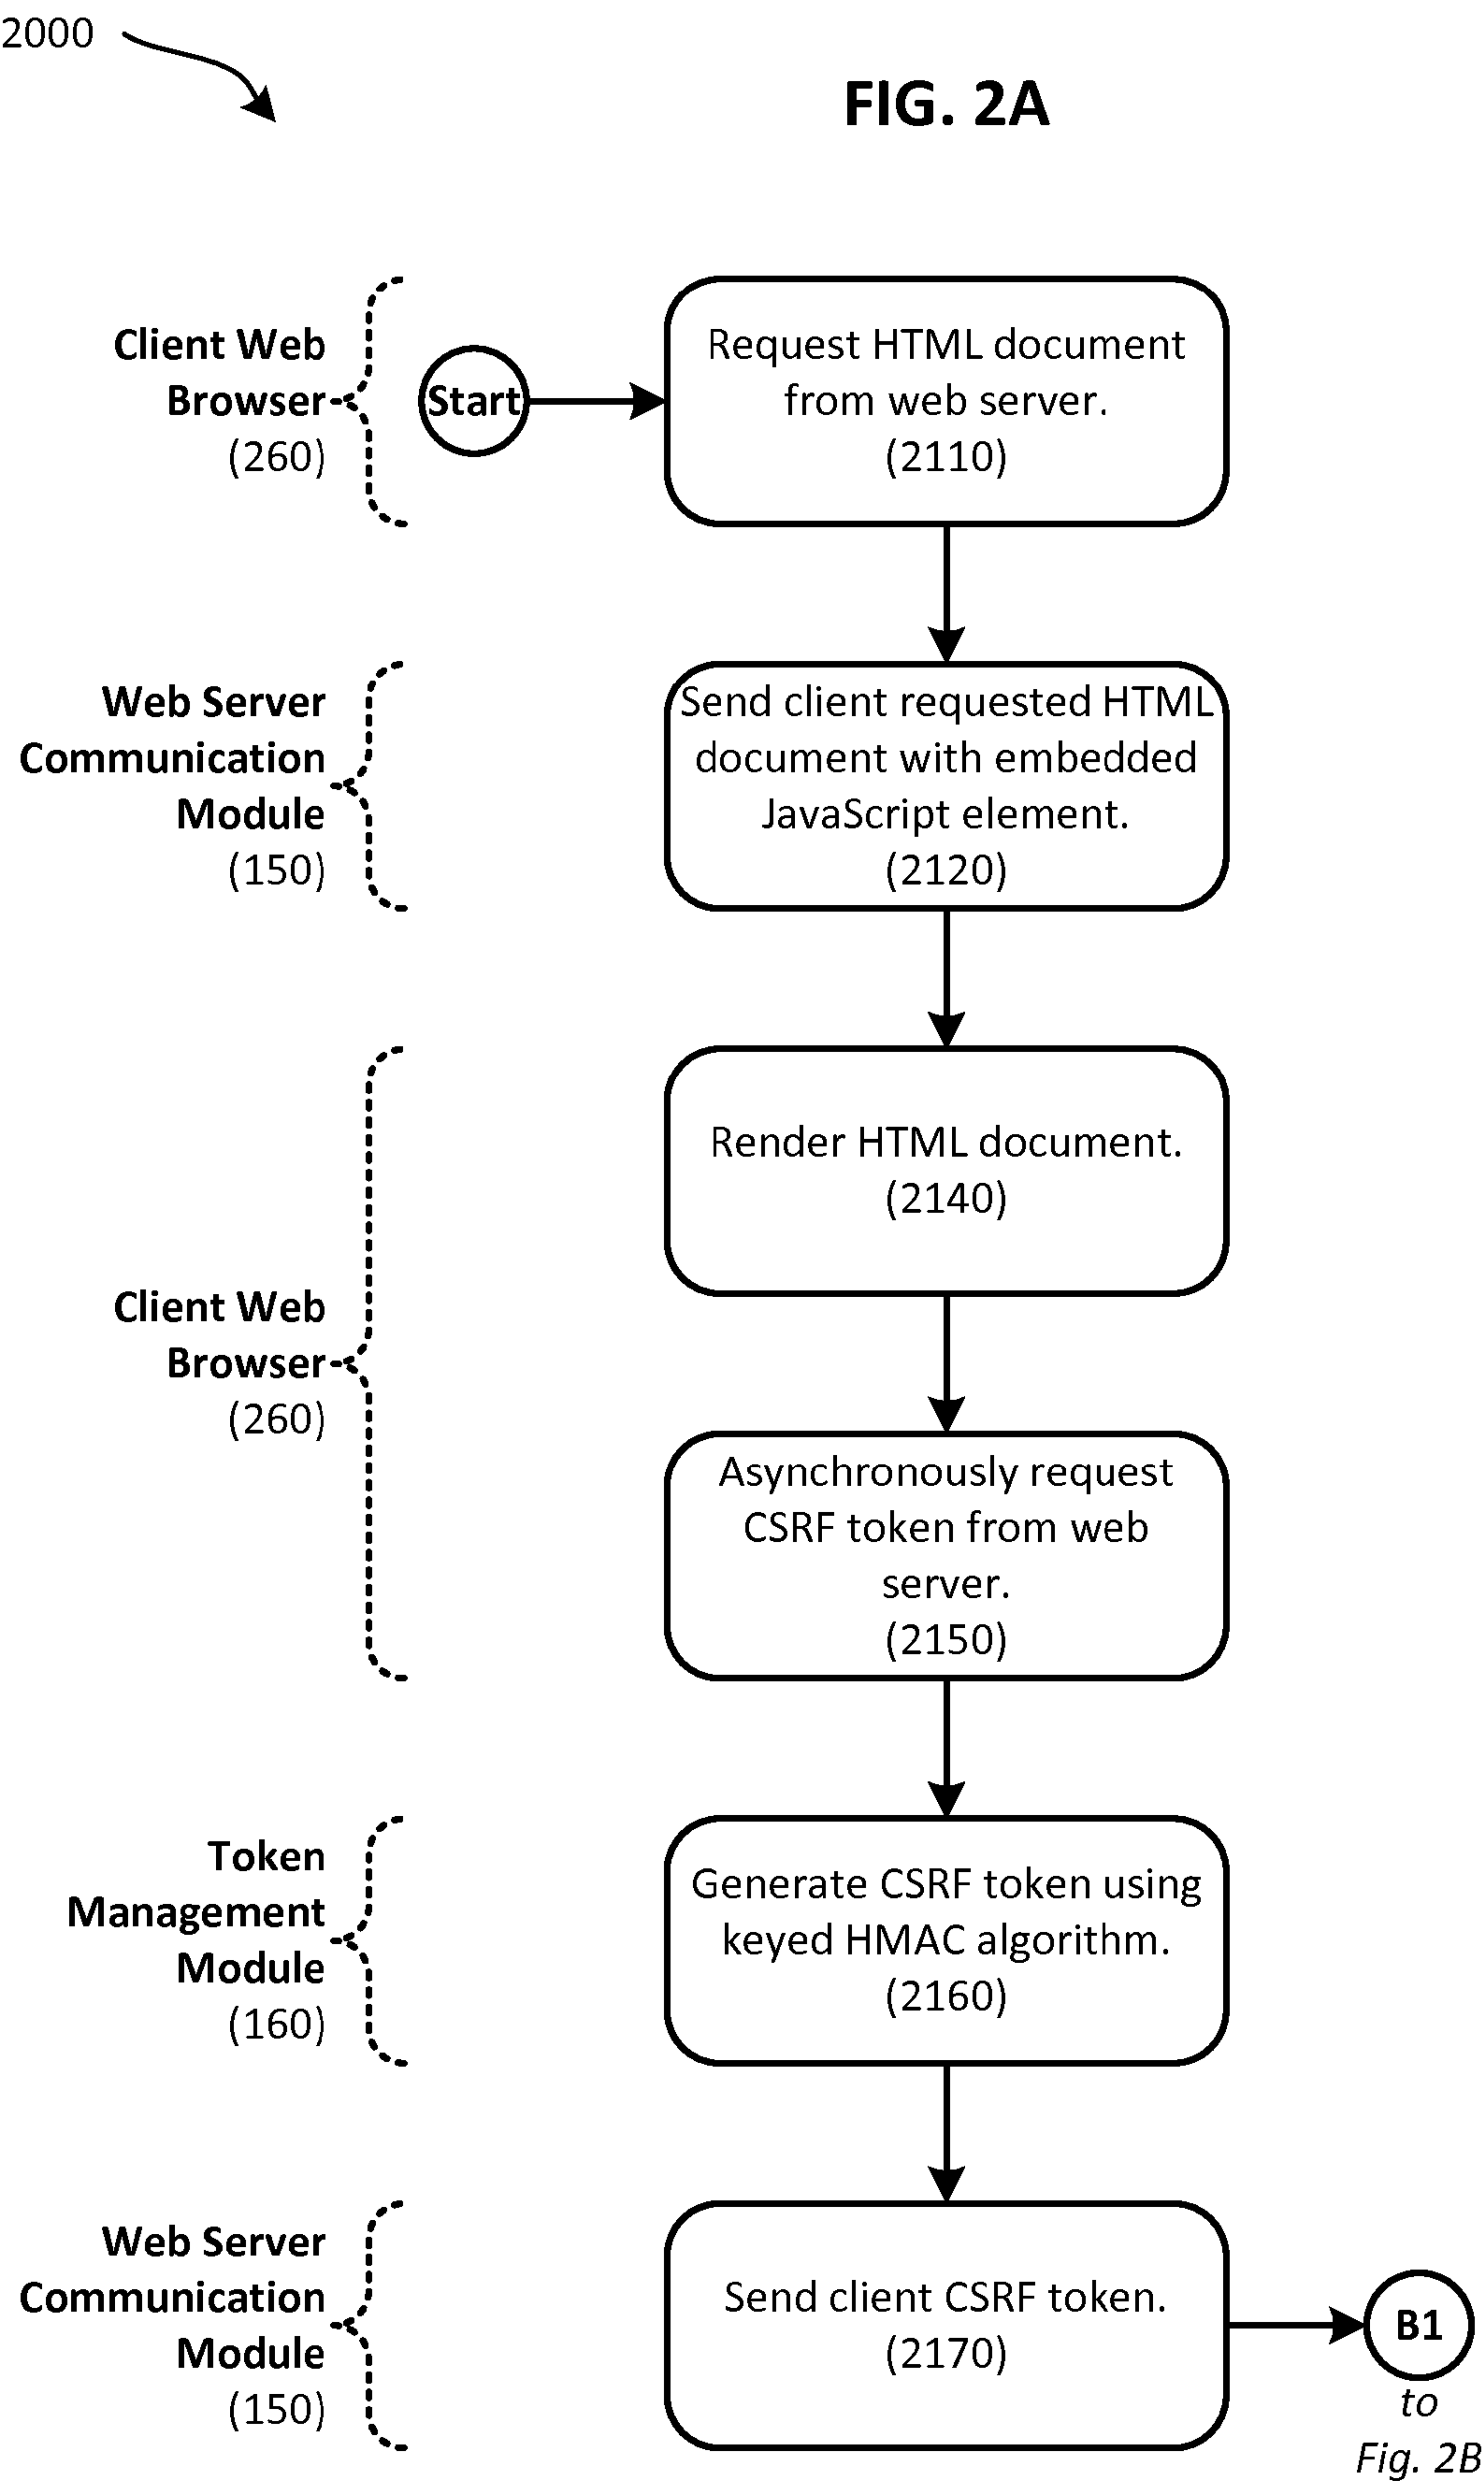 2000
FIG. 2A
Client Web
Browser
(260)
Start
Request HTML document
from web server.
(2110)
Web Server
Communication
Module
(150)
Send client requested HTML
document with embedded
JavaScript element.
(2120)
Render HTML document.
(2140)
Client Web
Browser
(260)
Asynchronously request
CSRF token from web
server.
(2150)
Token
Management
Module
(160)
Generate CSRF token using
keyed HMAC algorithm.
(2160)
Web Server
Communication
Module
(150)
Send client CSRF token.
(2170)
B1
to
Fig. 2B